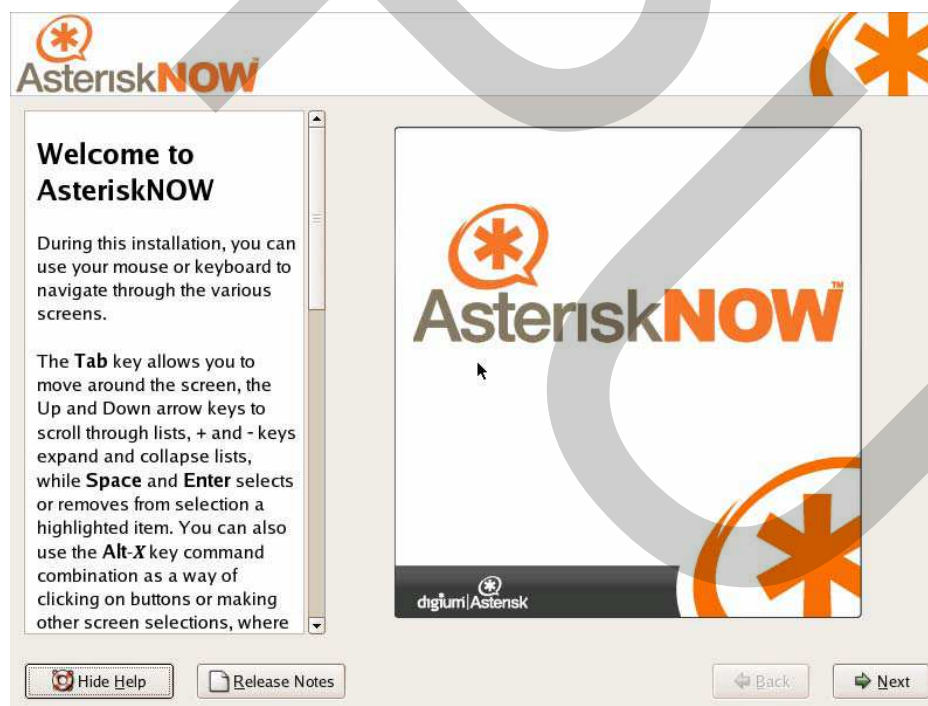 AsteriskNOW
Welcome to
AsteriskNOW
During this installation, you can
use your mouse or keyboard to
navigate through the various
screens.
The Tab key allows you to
move around the screen, the
Up and Down arrow keys to
scroll through lists, + and - keys
expand and collapse lists,
while Space and Enter selects
or removes from selection a
highlighted item. You can also
use the Alt-X key command
combination as a way of
clicking on buttons or making
other screen selections, where
AsteriskNOW™
digium|Asterisk
Hide Help
Release Notes
Back
Next